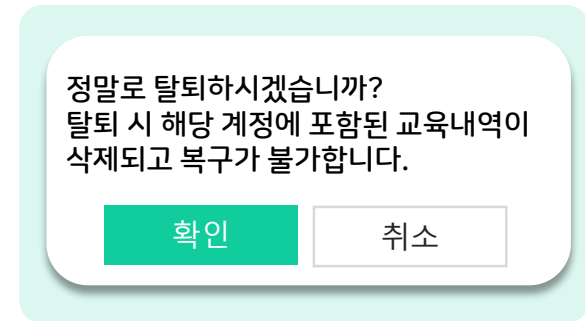 정말로 탈퇴하시겠습니까?
탈퇴 시 해당 계정에 포함된 교육내역이
삭제되고 복구가 불가합니다.
확인
취소